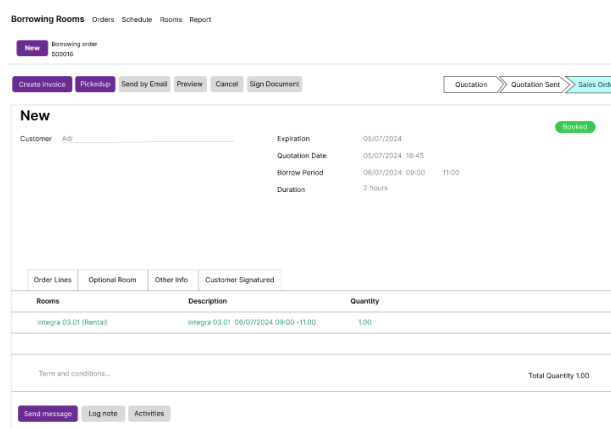 Borrowing Rooms Orders Schedule Rooms Report
New Borrowing order
S00016
Create Invoice Pickedup Send by Email Preview Cancel Sign Document Quotation Quotation Sent Sales Orde
New
Booked
Customer Adi Expiration 05/07/2024
Quotation Date 05/07/2024 18:45
Borrow Period 06/07/2024 09:00 11:00
Duration 2 hours
Order Lines Optional Room Other Info Customer Signatured
Rooms Description Quantity
Integra 03.01 (Rental) Integra 03.01 06/07/2024 09:00 -11.00 1.00
Term and conditions... Total Quantity 1.00
Send message Log note Activities